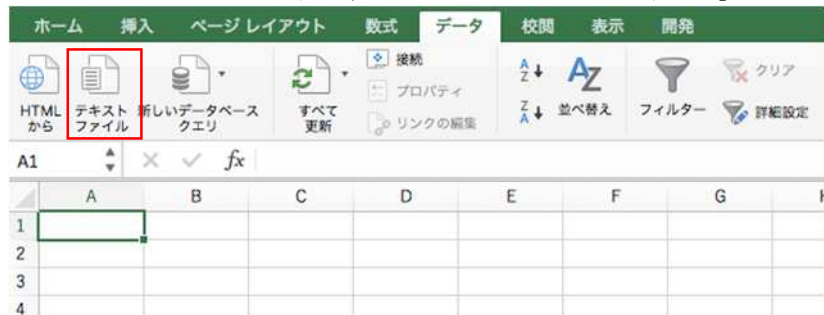 ホーム 挿入 ページ レイアウト 数式 データ 校閲 表示 開発
HTML から
テキスト ファイル
新しいデータベース クエリ
すべて 更新
接続
プロパティ
リンクの編集
A Z
Z A
AZ
並べ替え
フィルター
クリア
詳細設定
A1 fx
A B C D E F G
1
2
3
4